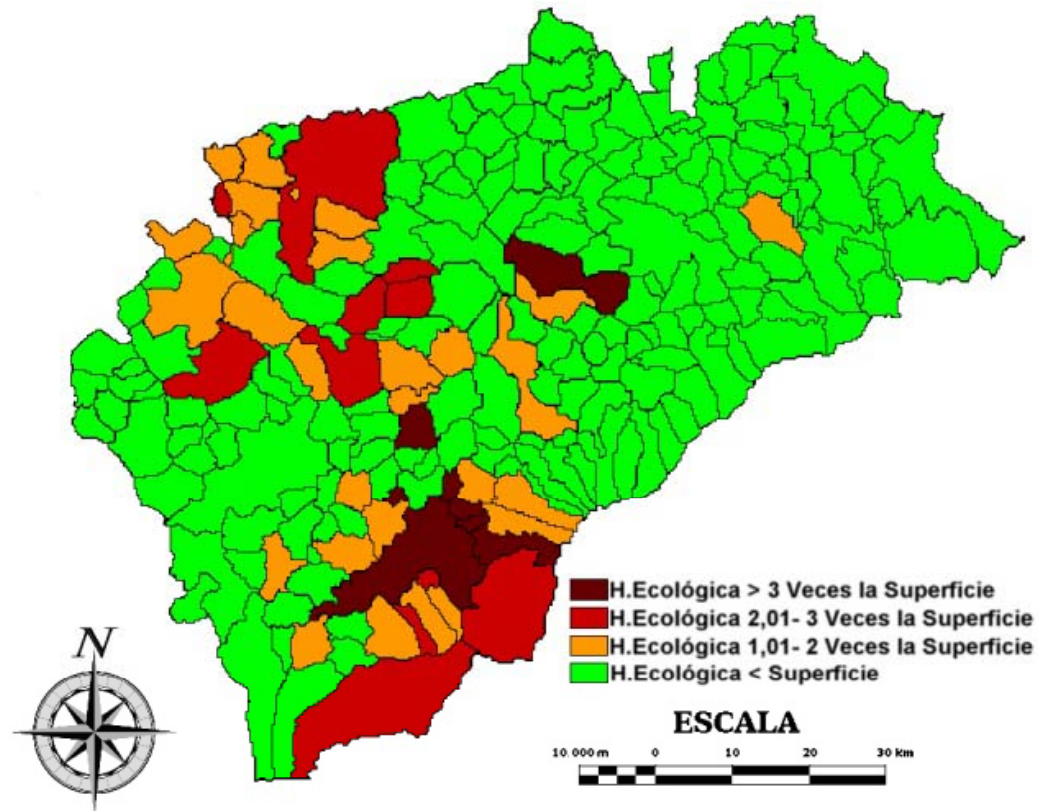 H.Ecológica > 3 Veces la Superficie
H.Ecológica 2,01- 3 Veces la Superficie
H.Ecológica 1,01- 2 Veces la Superficie
H.Ecológica < Superficie
N
ESCALA
10 000 m 0 10 20 30 km